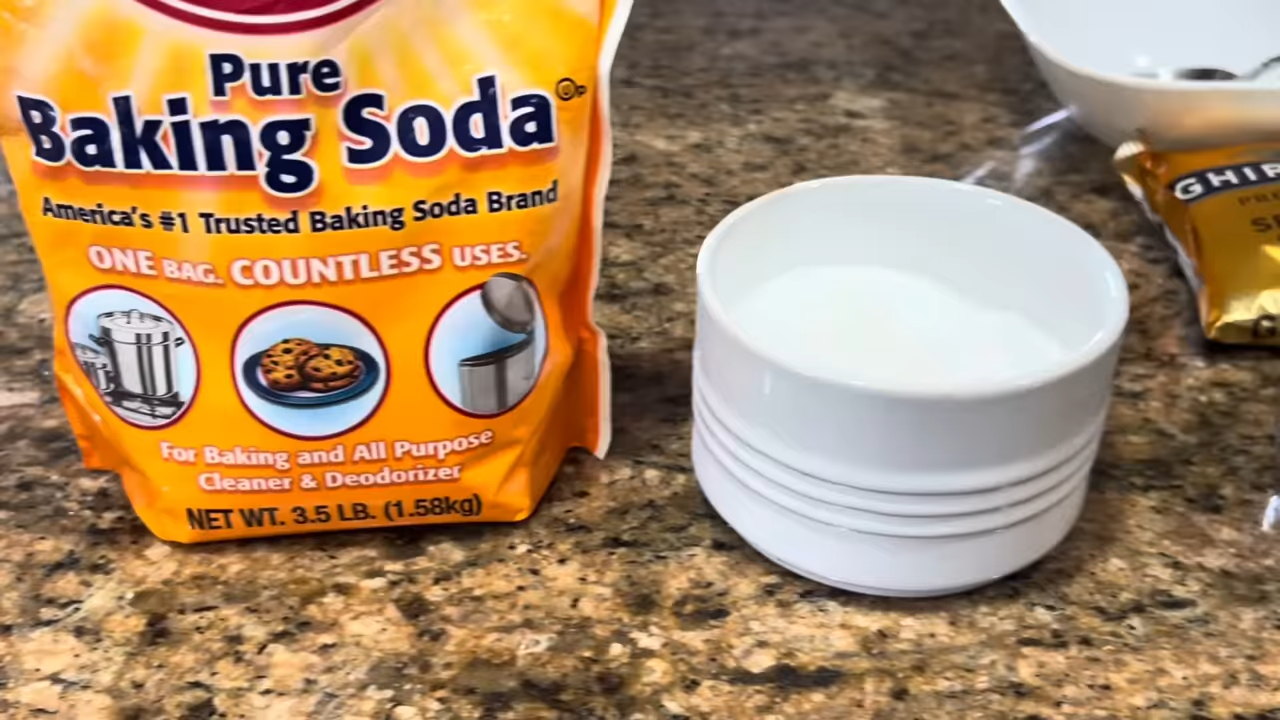 Pure
Baking Soda
America's #1 Trusted Baking Soda Brand
ONE BAG. COUNTLESS USES.
For Baking and All Purpose
Cleaner & Deodorizer
NET WT. 3.5 LB. (1.58kg)
GHIR